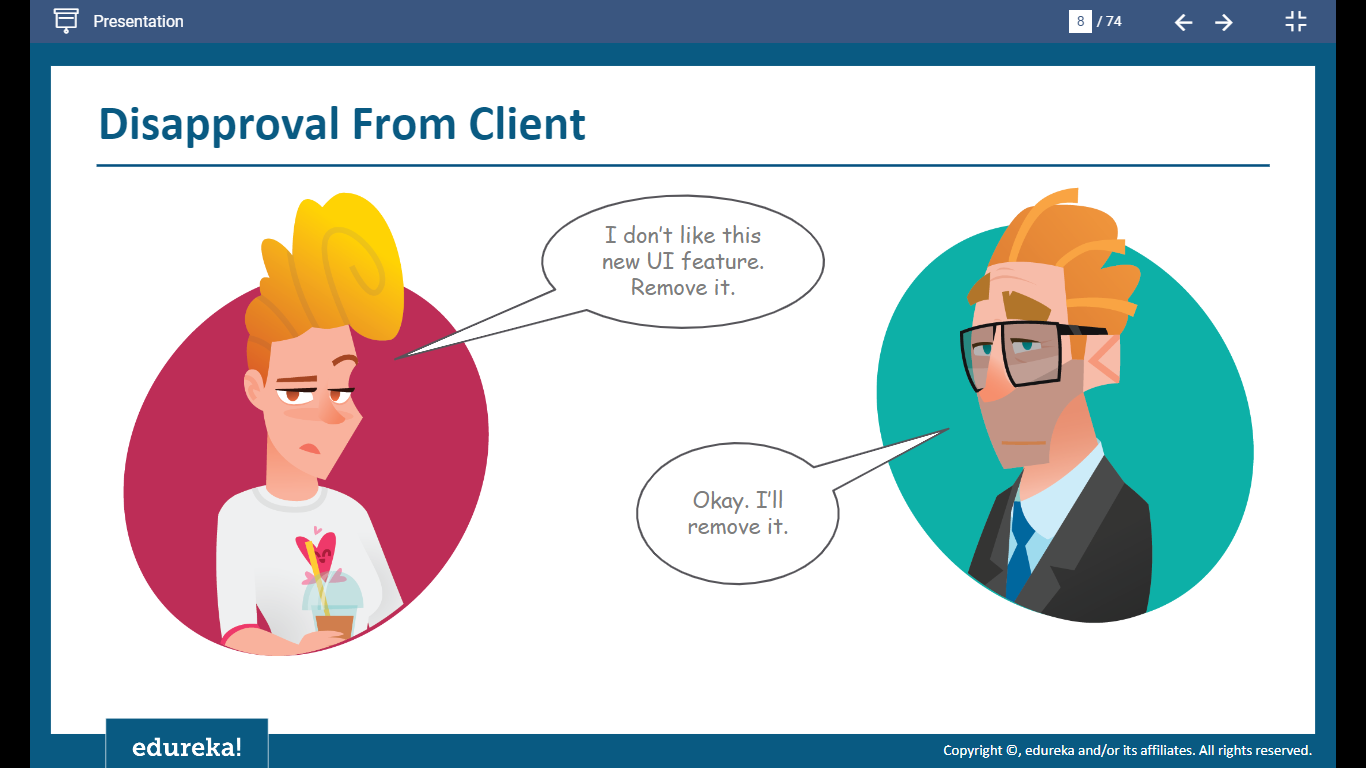 Presentation
8 / 74
Disapproval From Client
I don't like this
new UI feature.
Remove it.
Okay. I'll
remove it.
edureka!
Copyright ©, edureka and/or its affiliates. All rights reserved.